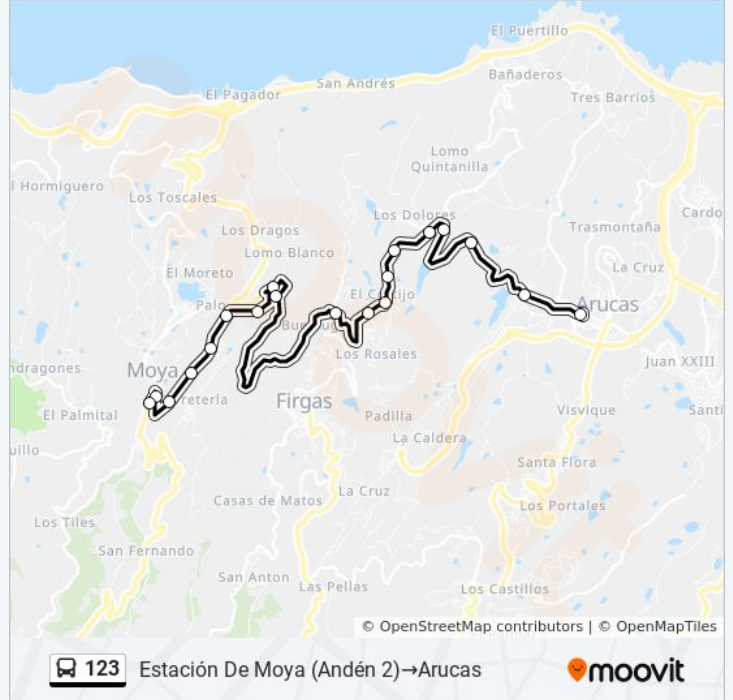 El Puertillo
Bañaderos
San Andrés
El Pagador
Tres Barrios
Lomo
Quintanilla
l Hormiguero
Los Toscales
Cardo
Los Dolores
Trasmontaña
Los Dragos
Lomo Blanco
La Cruz
El Moreto
Palo
Arucas
Los Rosales
Juan XXIII
ndragones
Moya
retería
Firgas
El Palmital
Padilla
Visvique
Santi
La Caldera
uillo
Santa Flora
La Cruz
Casas de Matos
Los Portales
Los Tiles
San Fernando
San Anton
Las Pellas
Los Castillos
© OpenStreetMap contributors | © OpenMapTiles
123 Estación De Moya (Andén 2)→Arucas
moovit